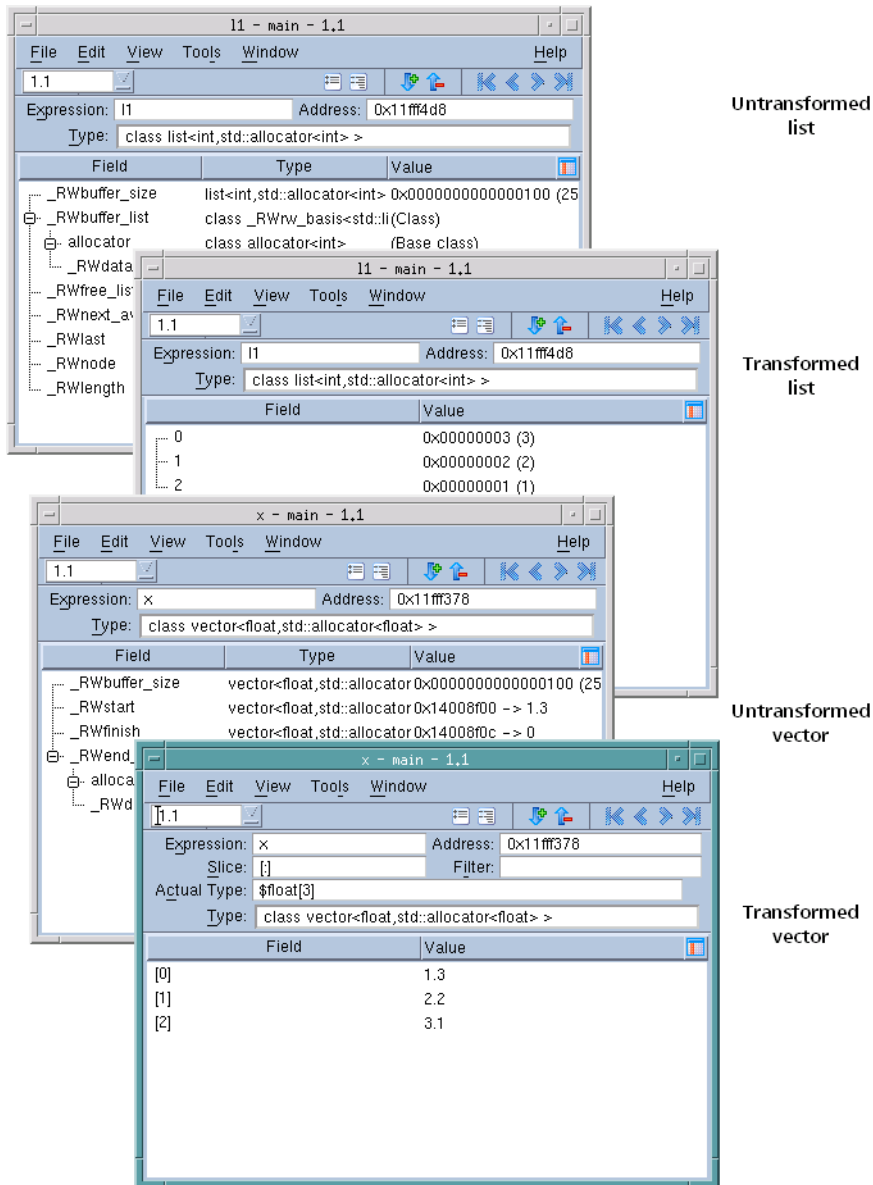 l1 - main - 1.1
File Edit View Tools Window Help
1.1
Expression: l1 Address: 0x11fff4d8
Type: class list<int,std::allocator<int> >
Field Type Value
_RWbuffer_size list<int,std::allocator<int> 0x0000000000000100 (25
_RWbuffer_list class _RWrw_basis<std::li (Class)
allocator class allocator<int> (Base class)
_RWdata
_RWfree_lis
_RWnext_av
_RWlast
_RWnode
_RWlength
Untransformed
list
l1 - main - 1.1
File Edit View Tools Window Help
1.1
Expression: l1 Address: 0x11fff4d8
Type: class list<int,std::allocator<int> >
Field Value
0 0x00000003 (3)
1 0x00000002 (2)
2 0x00000001 (1)
Transformed
list
x - main - 1.1
File Edit View Tools Window Help
1.1
Expression: x Address: 0x11fff378
Type: class vector<float,std::allocator<float> >
Field Type Value
_RWbuffer_size vector<float,std::allocator 0x0000000000000100 (25
_RWstart vector<float,std::allocator 0x14008f00 -> 1.3
_RWfinish vector<float,std::allocator 0x14008f0c -> 0
_RWend_
alloca
_RWd
Untransformed
vector
x - main - 1.1
File Edit View Tools Window Help
1.1
Expression: x Address: 0x11fff378
Slice: [:] Filter:
Actual Type: $float[3]
Type: class vector<float,std::allocator<float> >
Field Value
[0] 1.3
[1] 2.2
[2] 3.1
Transformed
vector